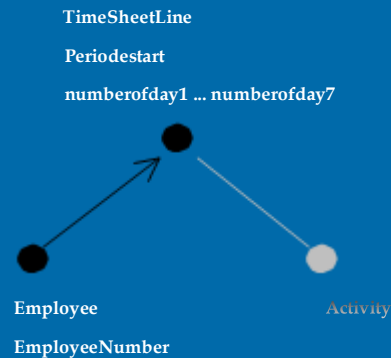 TimeSheetLine
Periodestart
numberofday1 ... numberofday7
Employee
Activity
EmployeeNumber